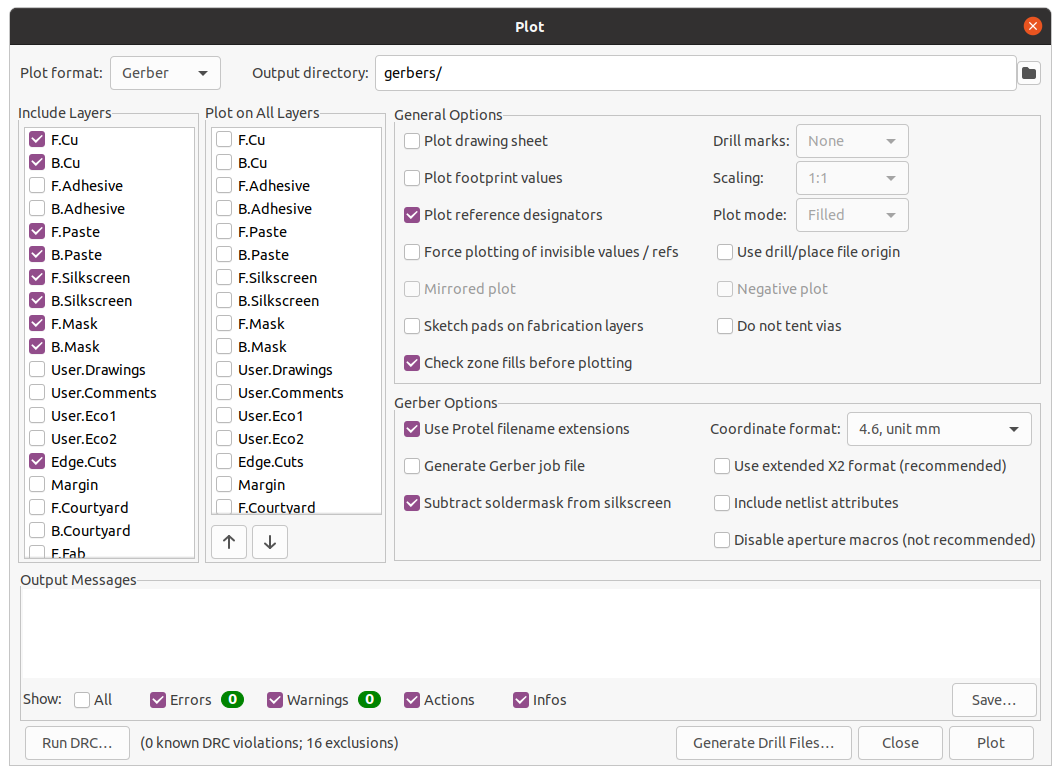 Plot
Plot format: Gerber Output directory: gerbers/
Include Layers
F.Cu
B.Cu
F.Adhesive
B.Adhesive
F.Paste
B.Paste
F.Silkscreen
B.Silkscreen
F.Mask
B.Mask
User.Drawings
User.Comments
User.Eco1
User.Eco2
Edge.Cuts
Margin
F.Courtyard
B.Courtyard
F.Fab
Plot on All Layers
F.Cu
B.Cu
F.Adhesive
B.Adhesive
F.Paste
B.Paste
F.Silkscreen
B.Silkscreen
F.Mask
B.Mask
User.Drawings
User.Comments
User.Eco1
User.Eco2
Edge.Cuts
Margin
F.Courtyard
General Options
Plot drawing sheet Drill marks: None
Plot footprint values Scaling: 1:1
Plot reference designators Plot mode: Filled
Force plotting of invisible values / refs Use drill/place file origin
Mirrored plot Negative plot
Sketch pads on fabrication layers Do not tent vias
Check zone fills before plotting
Gerber Options
Use Protel filename extensions Coordinate format: 4.6, unit mm
Generate Gerber job file Use extended X2 format (recommended)
Subtract soldermask from silkscreen Include netlist attributes
Disable aperture macros (not recommended)
Output Messages
Show: All Errors 0 Warnings 0 Actions Infos Save...
Run DRC... (0 known DRC violations; 16 exclusions) Generate Drill Files... Close Plot